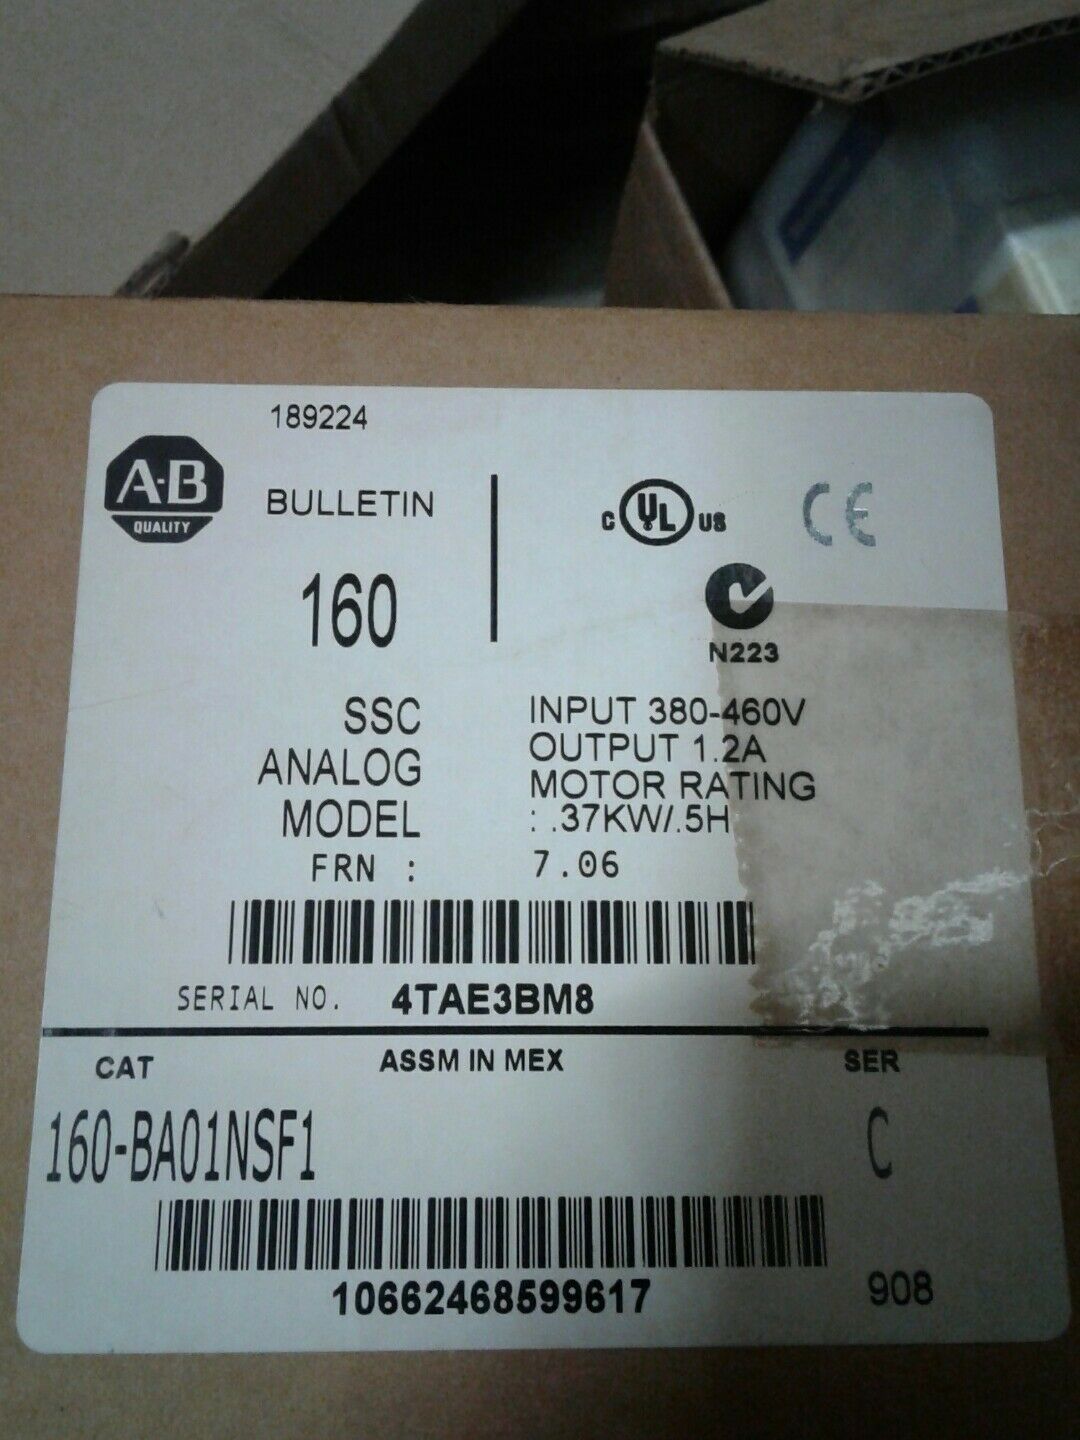 189224
A-B
QUALITY
BULLETIN
160
C UL US
CE
N223
SSC
ANALOG
MODEL
INPUT 380-460V
OUTPUT 1.2A
MOTOR RATING
: .37KW/.5H
FRN : 7.06
SERIAL NO. 4TAE3BM8
CAT ASSM IN MEX SER
160-BA01NSF1 C
10662468599617 908